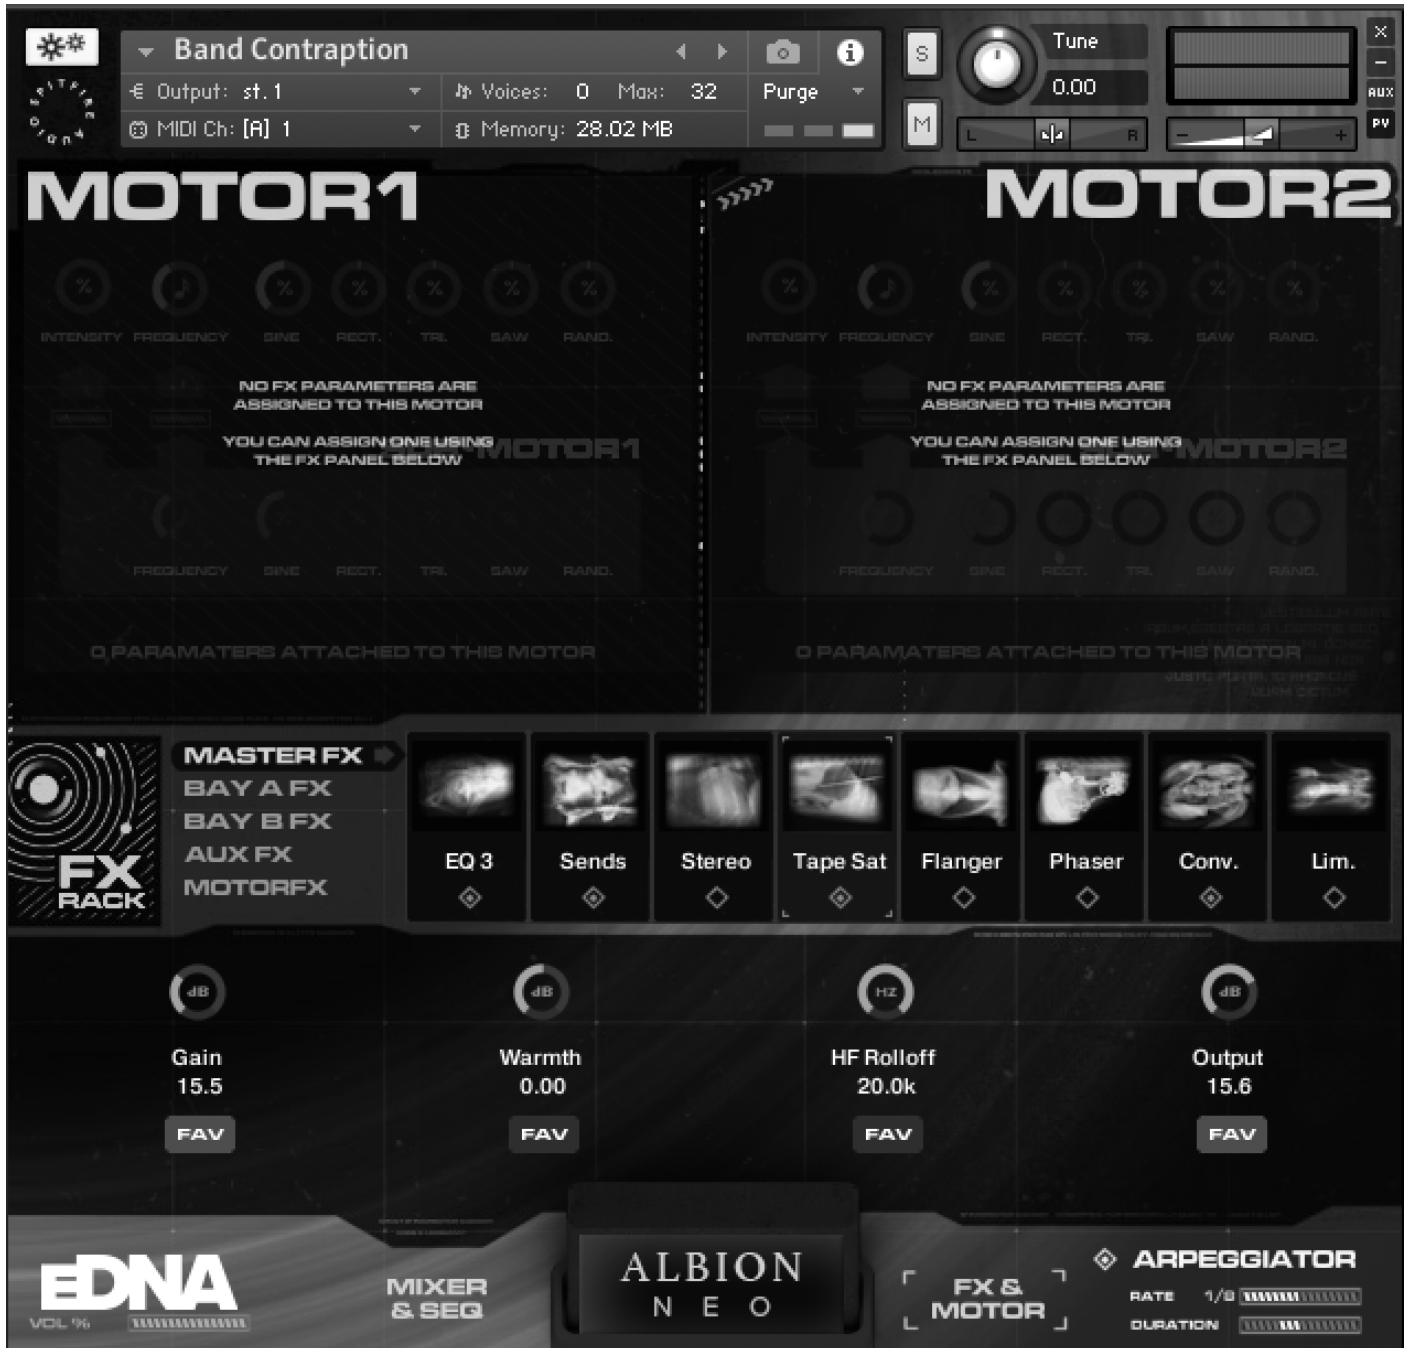 Band Contraption
S
Tune
X
SPITFIRE AUDIO
Output: st. 1
Voices: 0 Max: 32
Purge
0.00
AUX
MIDI Ch: [A] 1
Memory: 28.02 MB
M
L
R
-
+
PV
MOTOR1
MOTOR2
% % % % % %
% % % % % %
INTENSITY FREQUENCY SINE RECT. TRI. SAW RAND.
INTENSITY FREQUENCY SINE RECT. TRI. SAW RAND.
NO FX PARAMETERS ARE
ASSIGNED TO THIS MOTOR
YOU CAN ASSIGN ONE USING
THE FX PANEL BELOW
MOTOR1
NO FX PARAMETERS ARE
ASSIGNED TO THIS MOTOR
YOU CAN ASSIGN ONE USING
THE FX PANEL BELOW
MOTOR2
FREQUENCY SINE RECT. TRI. SAW RAND.
FREQUENCY SINE RECT. TRI. SAW RAND.
0 PARAMATERS ATTACHED TO THIS MOTOR
0 PARAMATERS ATTACHED TO THIS MOTOR
FX
RACK
MASTER FX
BAY A FX
BAY B FX
AUX FX
MOTORFX
EQ 3
Sends
Stereo
Tape Sat
Flanger
Phaser
Conv.
Lim.
dB
dB
HZ
dB
Gain
Warmth
HF Rolloff
Output
15.5
0.00
20.0k
15.6
FAV
FAV
FAV
FAV
EDNA
VOL %
MIXER
& SEQ
ALBION
NEO
FX &
MOTOR
ARPEGGIATOR
RATE 1/8
DURATION